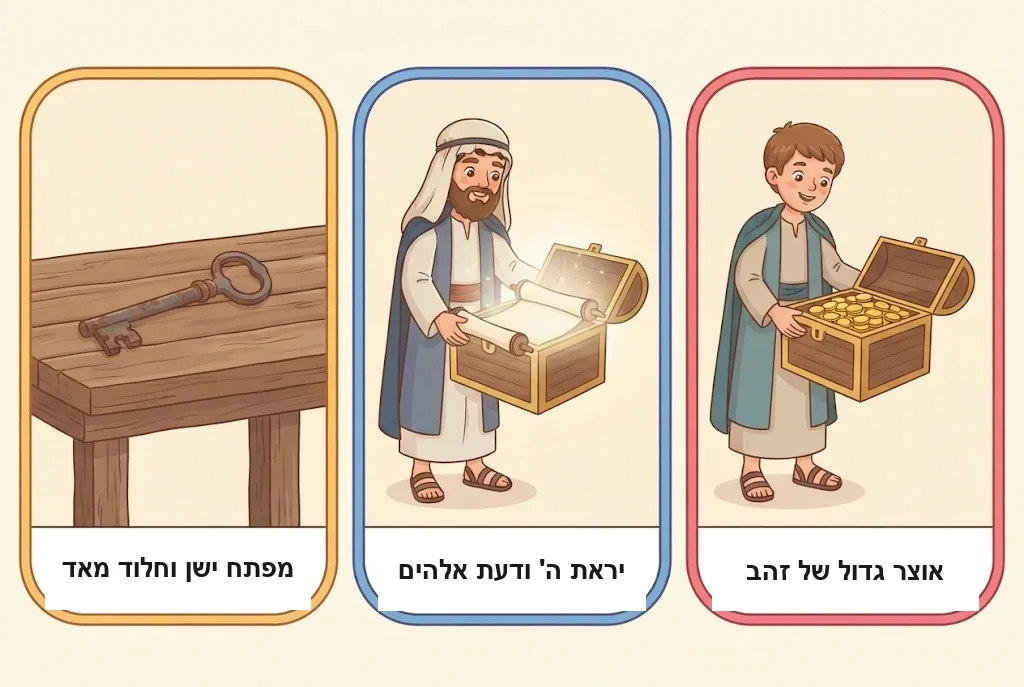 אוצר גדול של זהב
יראת ה' ודעת אלהים
מפתח ישן וחלוד מאד